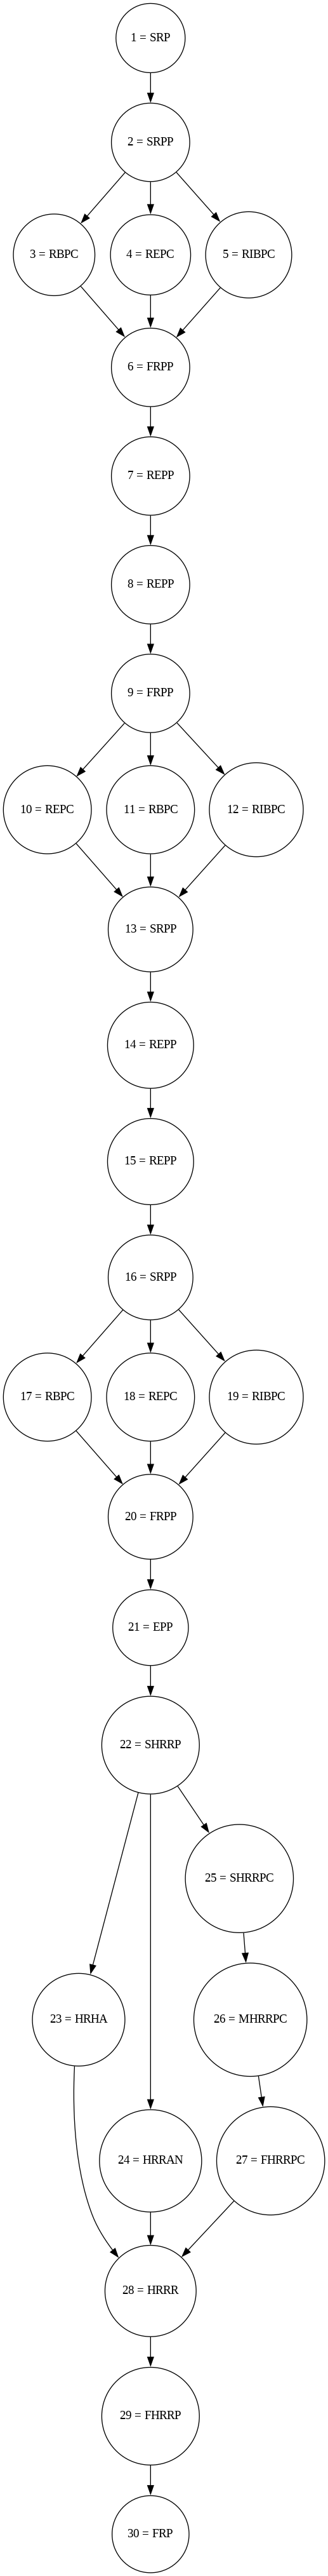 1 = SRP
2 = SRPP
3 = RBPC
4 = REPC
5 = RIBPC
6 = FRPP
7 = REPP
8 = REPP
9 = FRPP
10 = REPC
11 = RBPC
12 = RIBPC
13 = SRPP
14 = REPP
15 = REPP
16 = SRPP
17 = RBPC
18 = REPC
19 = RIBPC
20 = FRPP
21 = EPP
22 = SHRRP
25 = SHRRPC
23 = HRHA
26 = MHRRPC
24 = HRRAN
27 = FHRRPC
28 = HRRR
29 = FHRRP
30 = FRP